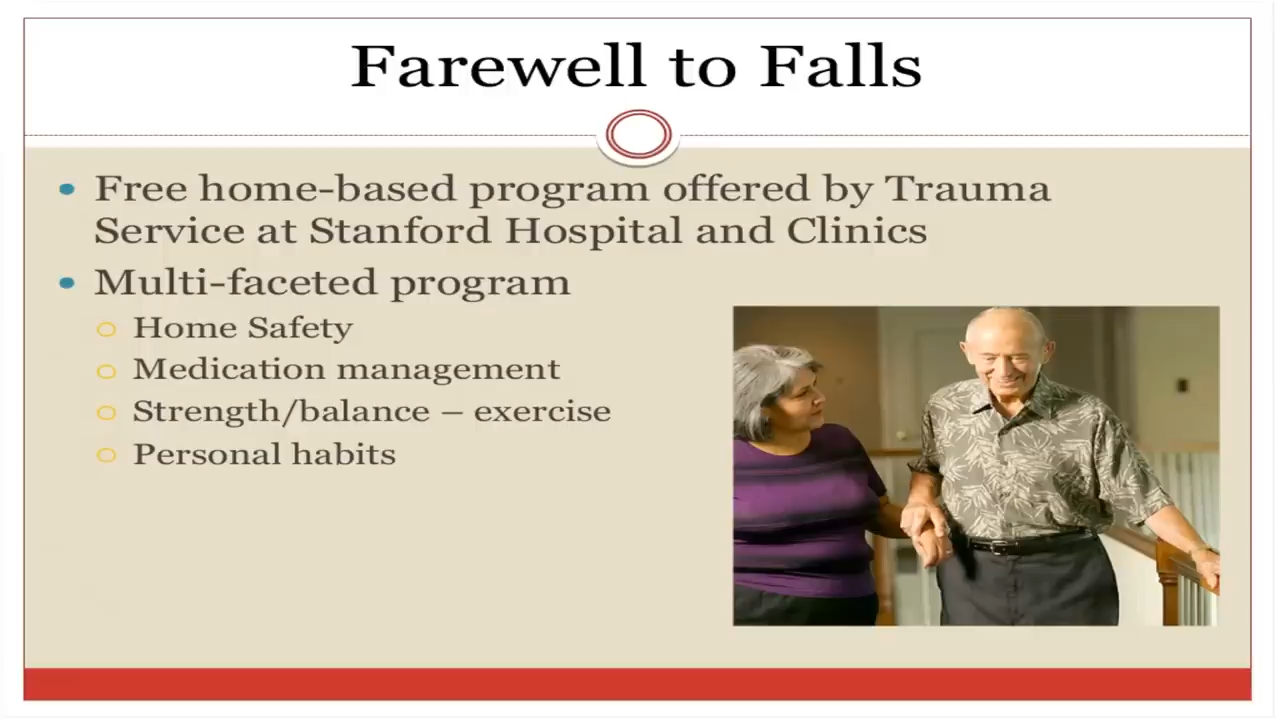 Farewell to Falls
Free home-based program offered by Trauma
Service at Stanford Hospital and Clinics
Multi-faceted program
Home Safety
Medication management
Strength/balance – exercise
Personal habits